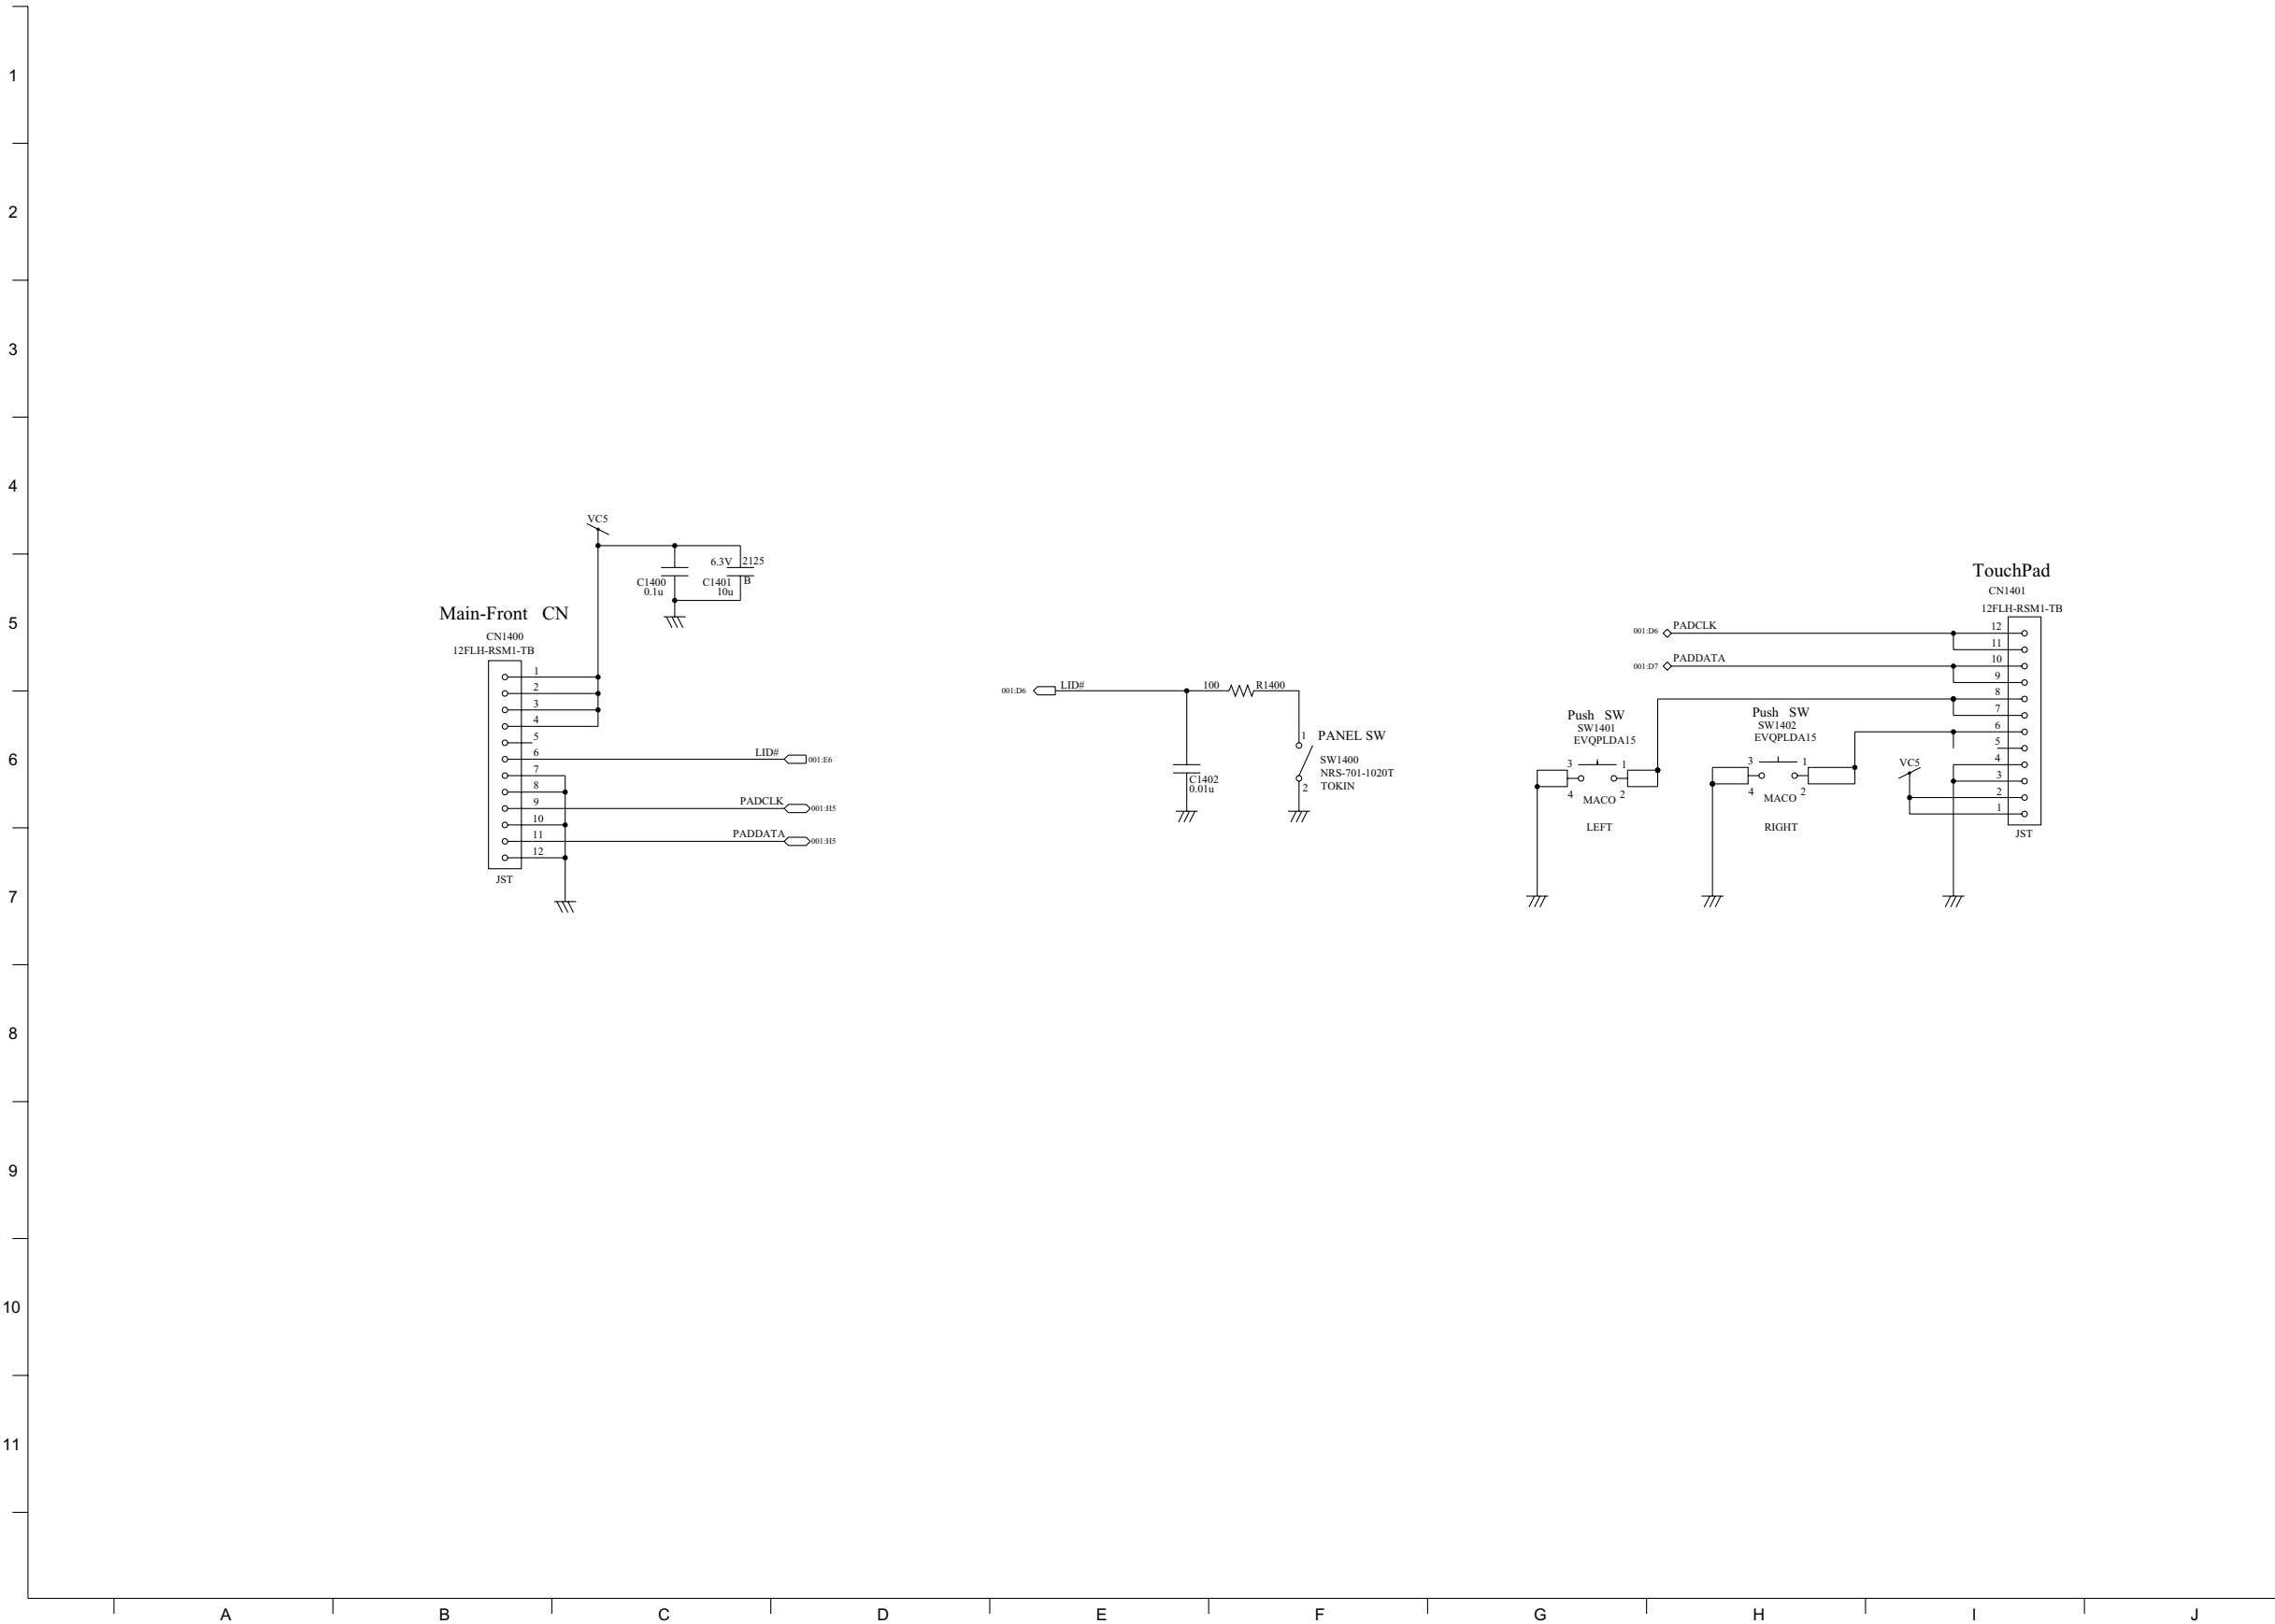 1
2
3
4
5
6
7
8
9
10
11
A B C D E F G H I J
VC5
6.3V 2125
C1400 C1401 B
0.1u 10u
Main-Front CN
CN1400
12FLH-RSM1-TB
1
2
3
4
5
6
7
8
9
10
11
12
JST
LID# 001:E6
PADCLK 001:H5
PADDATA 001:H5
001:D6 LID#
100 R1400
C1402
0.01u
1 PANEL SW
SW1400
NRS-701-1020T
2 TOKIN
Push SW
SW1401
EVQPLDA15
3 1
4 MACO 2
LEFT
Push SW
SW1402
EVQPLDA15
3 1
4 MACO 2
RIGHT
TouchPad
CN1401
12FLH-RSM1-TB
001:D6 PADCLK
001:D7 PADDATA
VC5
12
11
10
9
8
7
6
5
4
3
2
1
JST